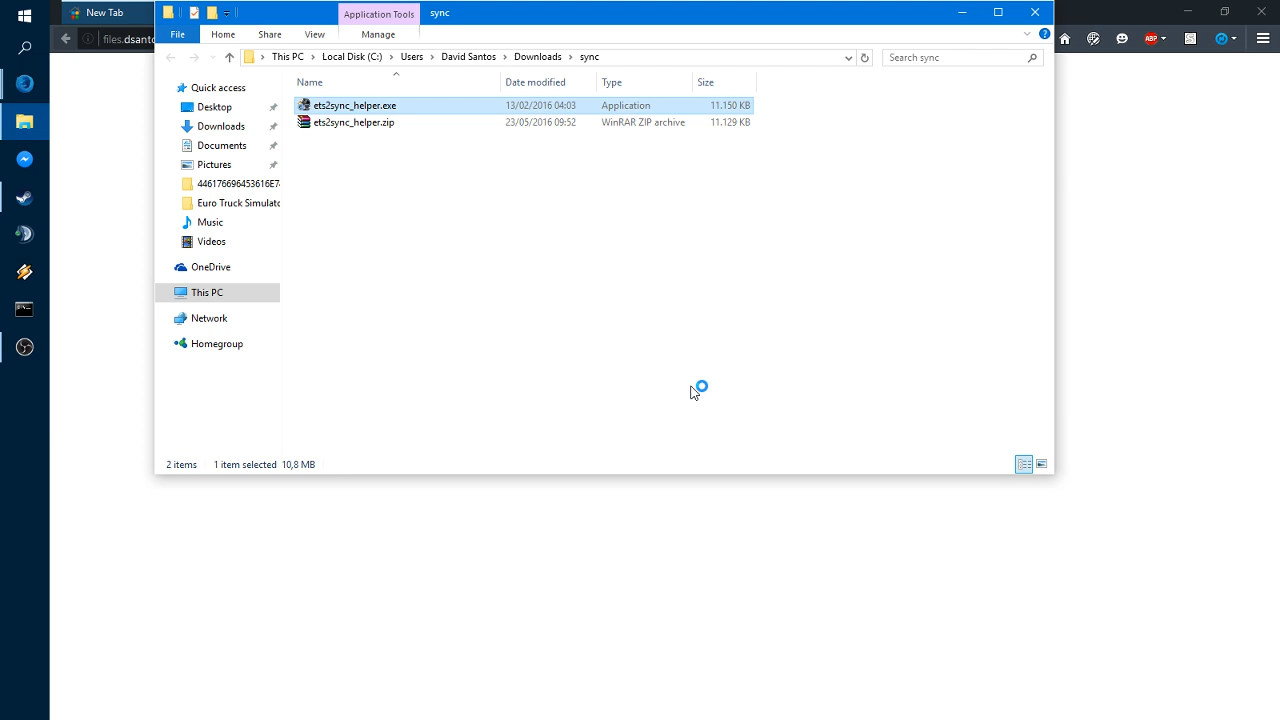 New Tab
Application Tools
sync
files.dsanto
File
Home
Share
View
Manage
This PC
Local Disk (C:)
Users
David Santos
Downloads
sync
Search sync
Name
Date modified
Type
Size
Quick access
Desktop
Downloads
Documents
Pictures
446176696453616E7
Euro Truck Simulato
Music
Videos
OneDrive
This PC
Network
Homegroup
ets2sync_helper.exe
13/02/2016 04:03
Application
11.150 KB
ets2sync_helper.zip
23/05/2016 09:52
WinRAR ZIP archive
11.129 KB
2 items
1 item selected
10,8 MB
ABP